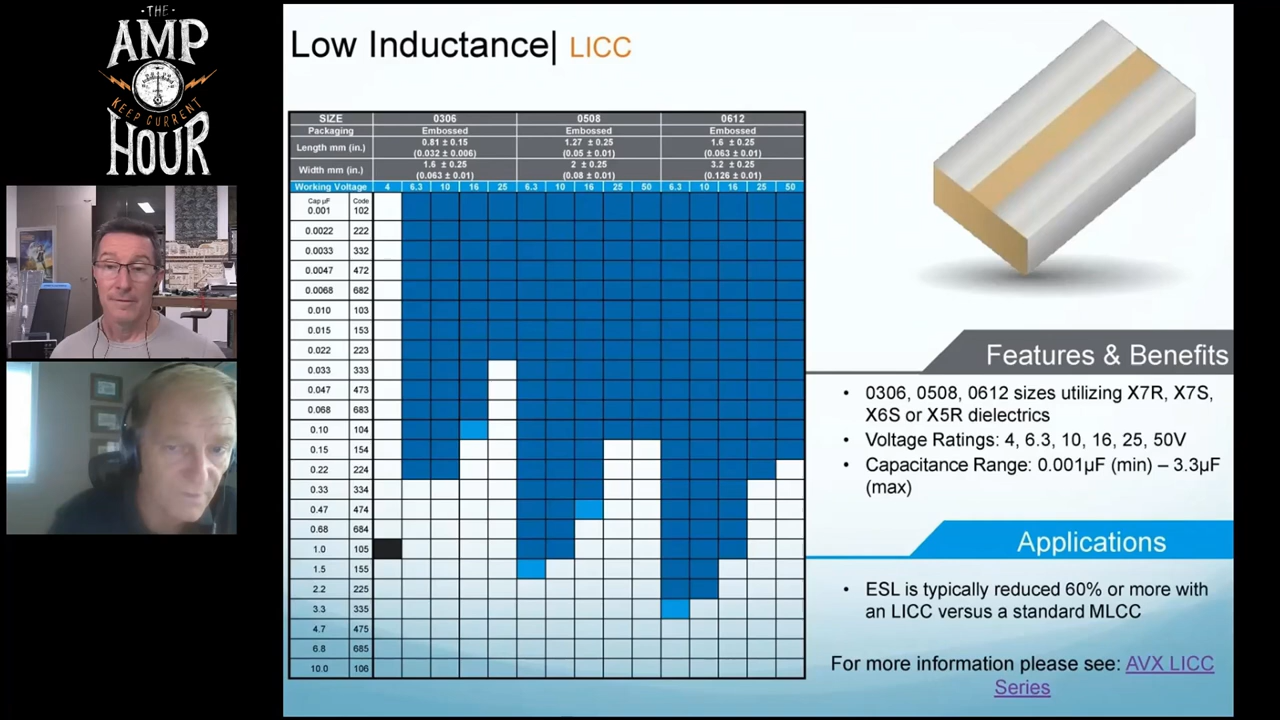 ·THE·
AMP
KEEP CURRENT
HOUR
Low Inductance| LICC
SIZE 0306 0508 0612
Packaging Embossed Embossed Embossed
Length mm (in.) 0.81 ± 0.15 1.27 ± 0.25 1.6 ± 0.25
(0.032 ± 0.006) (0.05 ± 0.01) (0.063 ± 0.01)
Width mm (in.) 1.6 ± 0.25 2 ± 0.25 3.2 ± 0.25
(0.063 ± 0.01) (0.08 ± 0.01) (0.126 ± 0.01)
Working Voltage 4 6.3 10 16 25 6.3 10 16 25 50 6.3 10 16 25 50
Cap µF Code
0.001 102
0.0022 222
0.0033 332
0.0047 472
0.0068 682
0.010 103
0.015 153
0.022 223
0.033 333
0.047 473
0.068 683
0.10 104
0.15 154
0.22 224
0.33 334
0.47 474
0.68 684
1.0 105
1.5 155
2.2 225
3.3 335
4.7 475
6.8 685
10.0 106
Features & Benefits
• 0306, 0508, 0612 sizes utilizing X7R, X7S,
X6S or X5R dielectrics
• Voltage Ratings: 4, 6.3, 10, 16, 25, 50V
• Capacitance Range: 0.001µF (min) – 3.3µF
(max)
Applications
• ESL is typically reduced 60% or more with
an LICC versus a standard MLCC
For more information please see: AVX LICC
Series